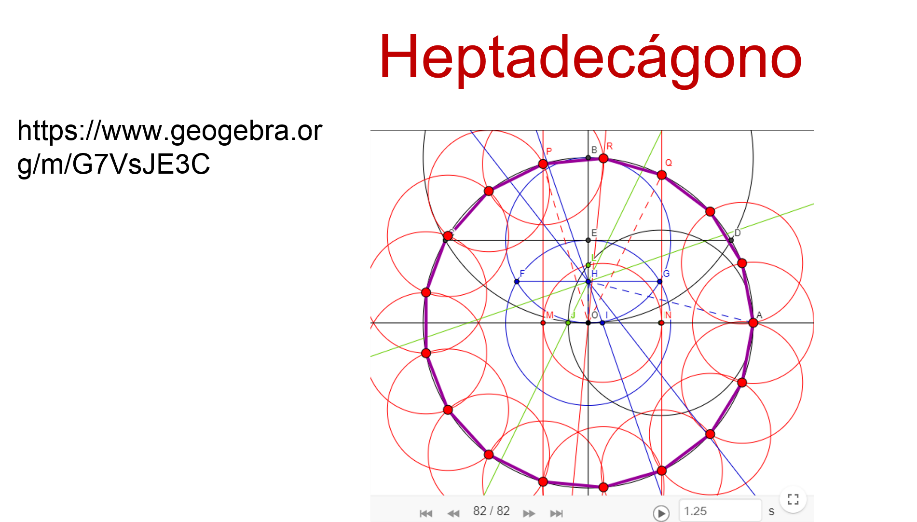 Heptadecágono
https://www.geogebra.or
g/m/G7VsJE3C
P
B
R
Q
E
D
L
F
H
G
M
J
O
I
N
A
82 / 82
1.25
s